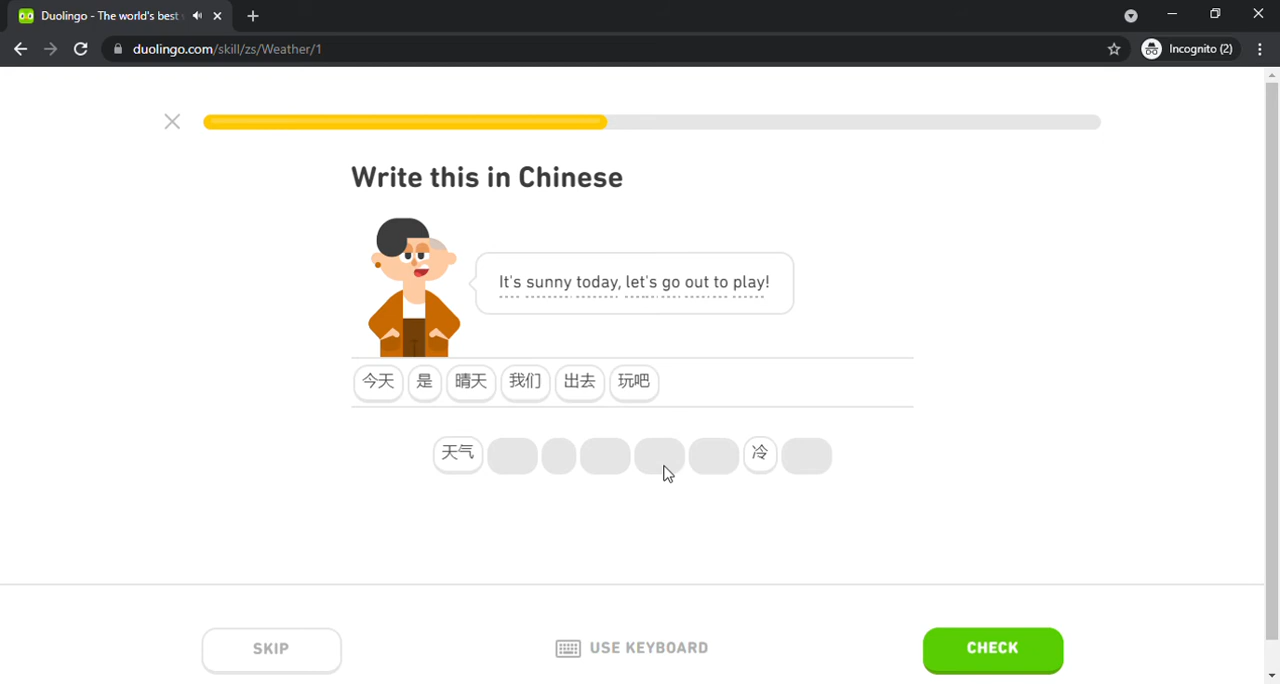 Duolingo - The world's best
duolingo.com/skill/zs/Weather/1
Incognito (2)
Write this in Chinese
It's sunny today, let's go out to play!
今天 是 晴天 我们 出去 玩吧
天气 冷
SKIP
USE KEYBOARD
CHECK